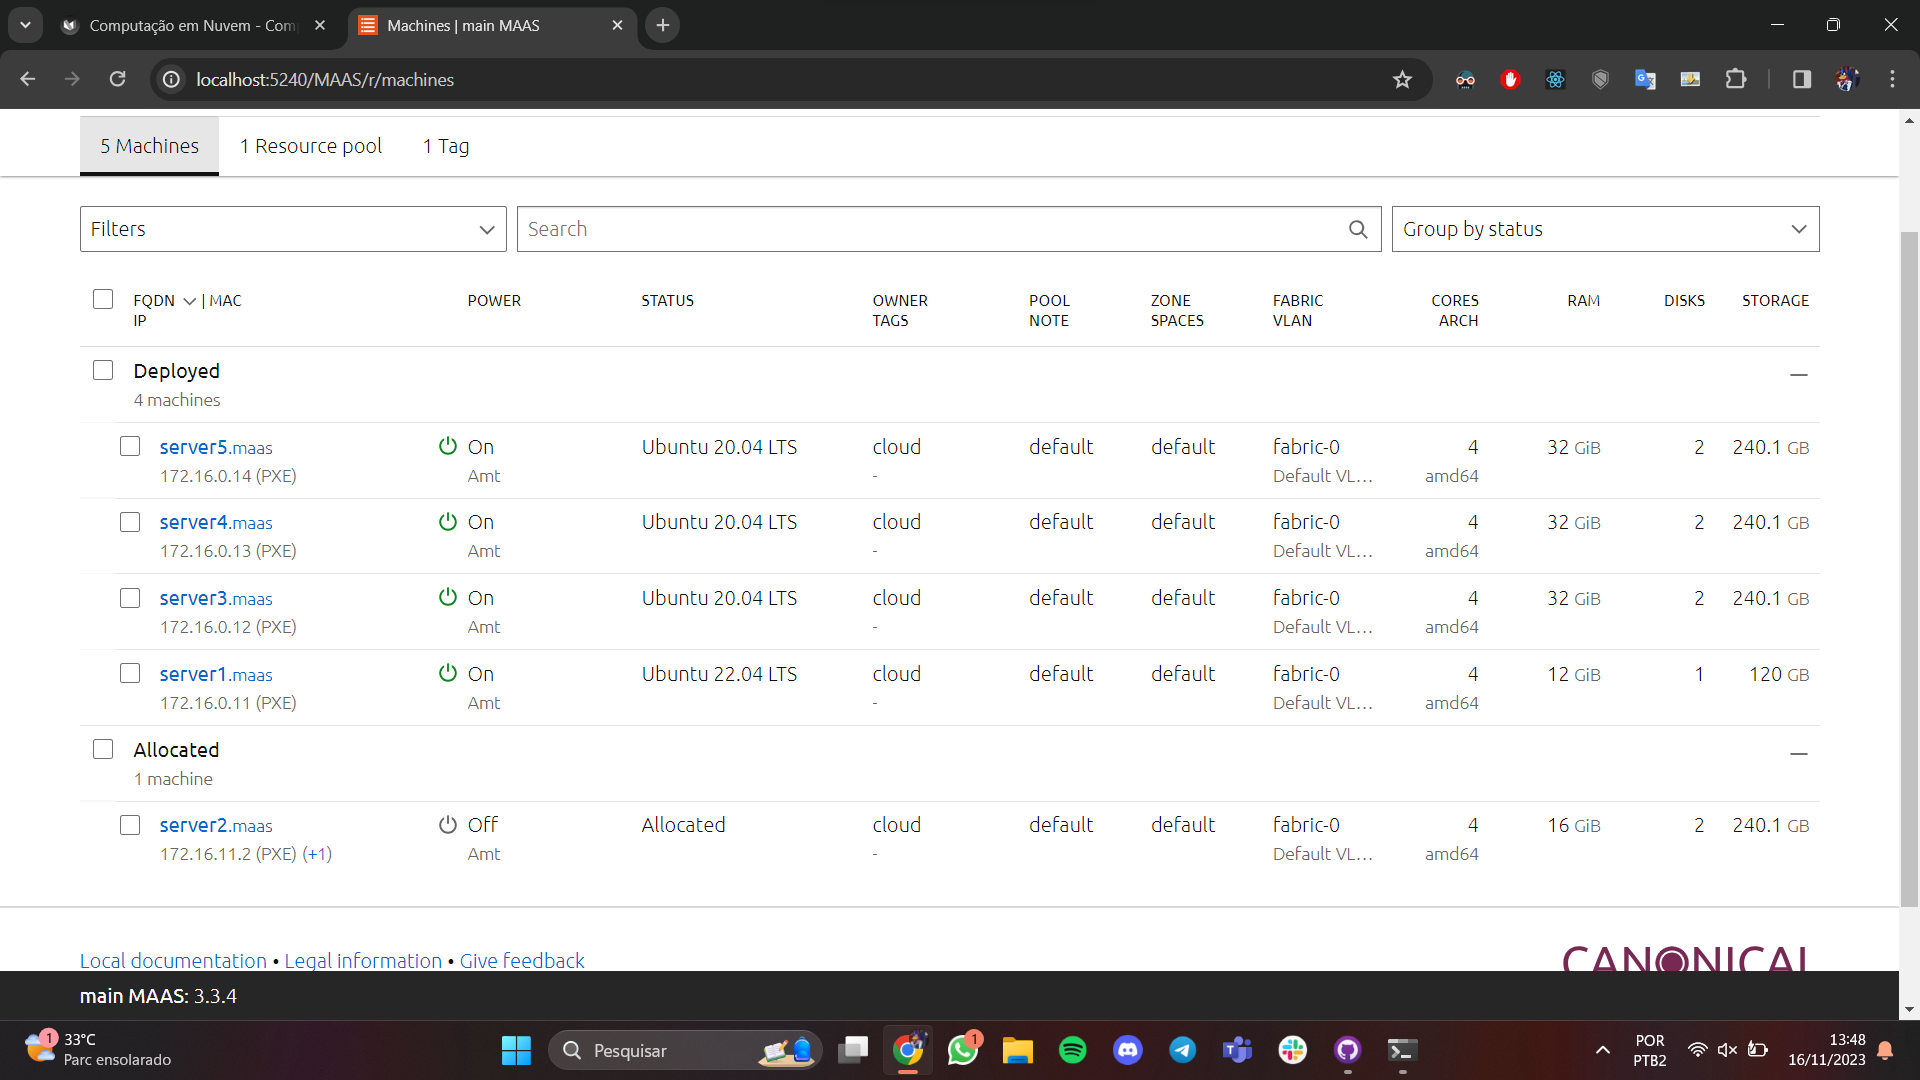 Computação em Nuvem - Com
Machines | main MAAS
localhost:5240/MAAS/r/machines
5 Machines
1 Resource pool
1 Tag
Filters
Search
Group by status
FQDN | MAC
IP
POWER
STATUS
OWNER
TAGS
POOL
NOTE
ZONE
SPACES
FABRIC
VLAN
CORES
ARCH
RAM
DISKS
STORAGE
Deployed
4 machines
server5.maas On Ubuntu 20.04 LTS cloud default default fabric-0 4 32 GiB 2 240.1 GB
172.16.0.14 (PXE) Amt - Default VL... amd64
server4.maas On Ubuntu 20.04 LTS cloud default default fabric-0 4 32 GiB 2 240.1 GB
172.16.0.13 (PXE) Amt - Default VL... amd64
server3.maas On Ubuntu 20.04 LTS cloud default default fabric-0 4 32 GiB 2 240.1 GB
172.16.0.12 (PXE) Amt - Default VL... amd64
server1.maas On Ubuntu 22.04 LTS cloud default default fabric-0 4 12 GiB 1 120 GB
172.16.0.11 (PXE) Amt - Default VL... amd64
Allocated
1 machine
server2.maas Off Allocated cloud default default fabric-0 4 16 GiB 2 240.1 GB
172.16.11.2 (PXE) (+1) Amt - Default VL... amd64
Local documentation • Legal information • Give feedback
CANONICAL
main MAAS: 3.3.4
1
33°C
Parc ensolarado
Pesquisar
1
POR
PTB2
13:48
16/11/2023